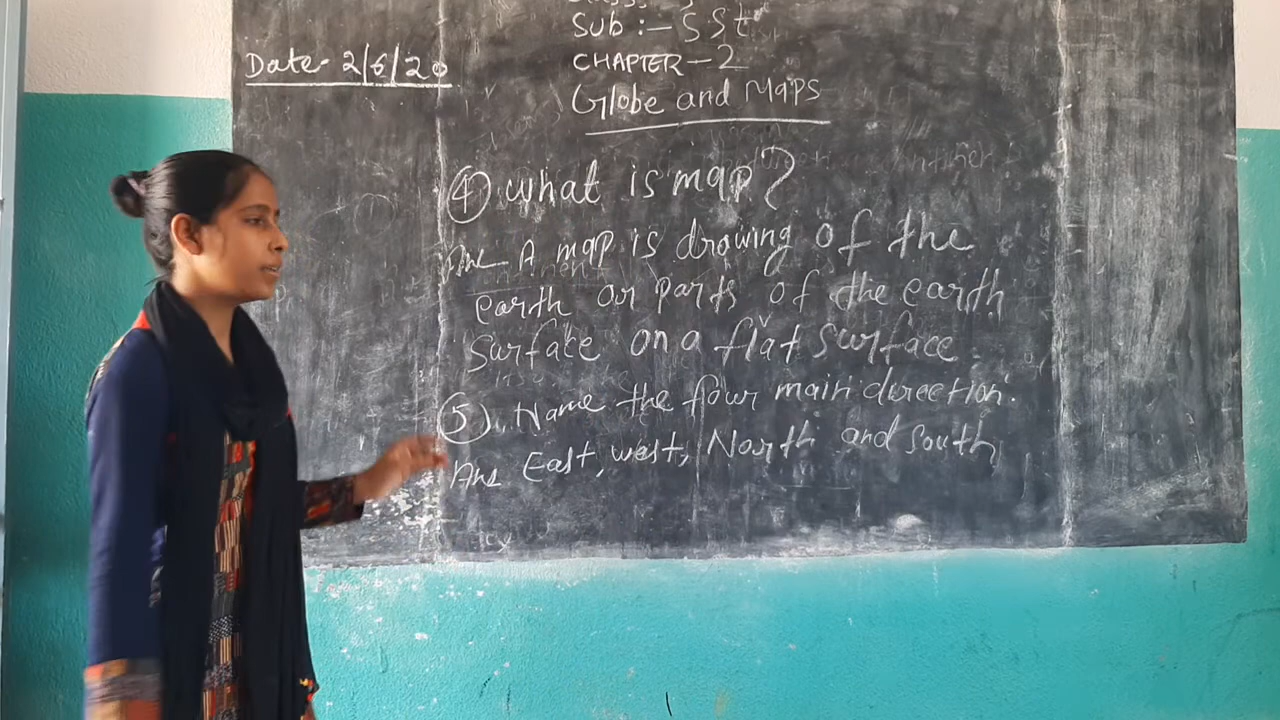 Sub :- SSt
Date- 2/6/20
CHAPTER-2
Globe and Maps
④ what is map?
Ans A map is drawing of the
earth or parts of the earth
Surface on a flat surface.
⑤. Name the four main direction.
Ans East, west, North and south